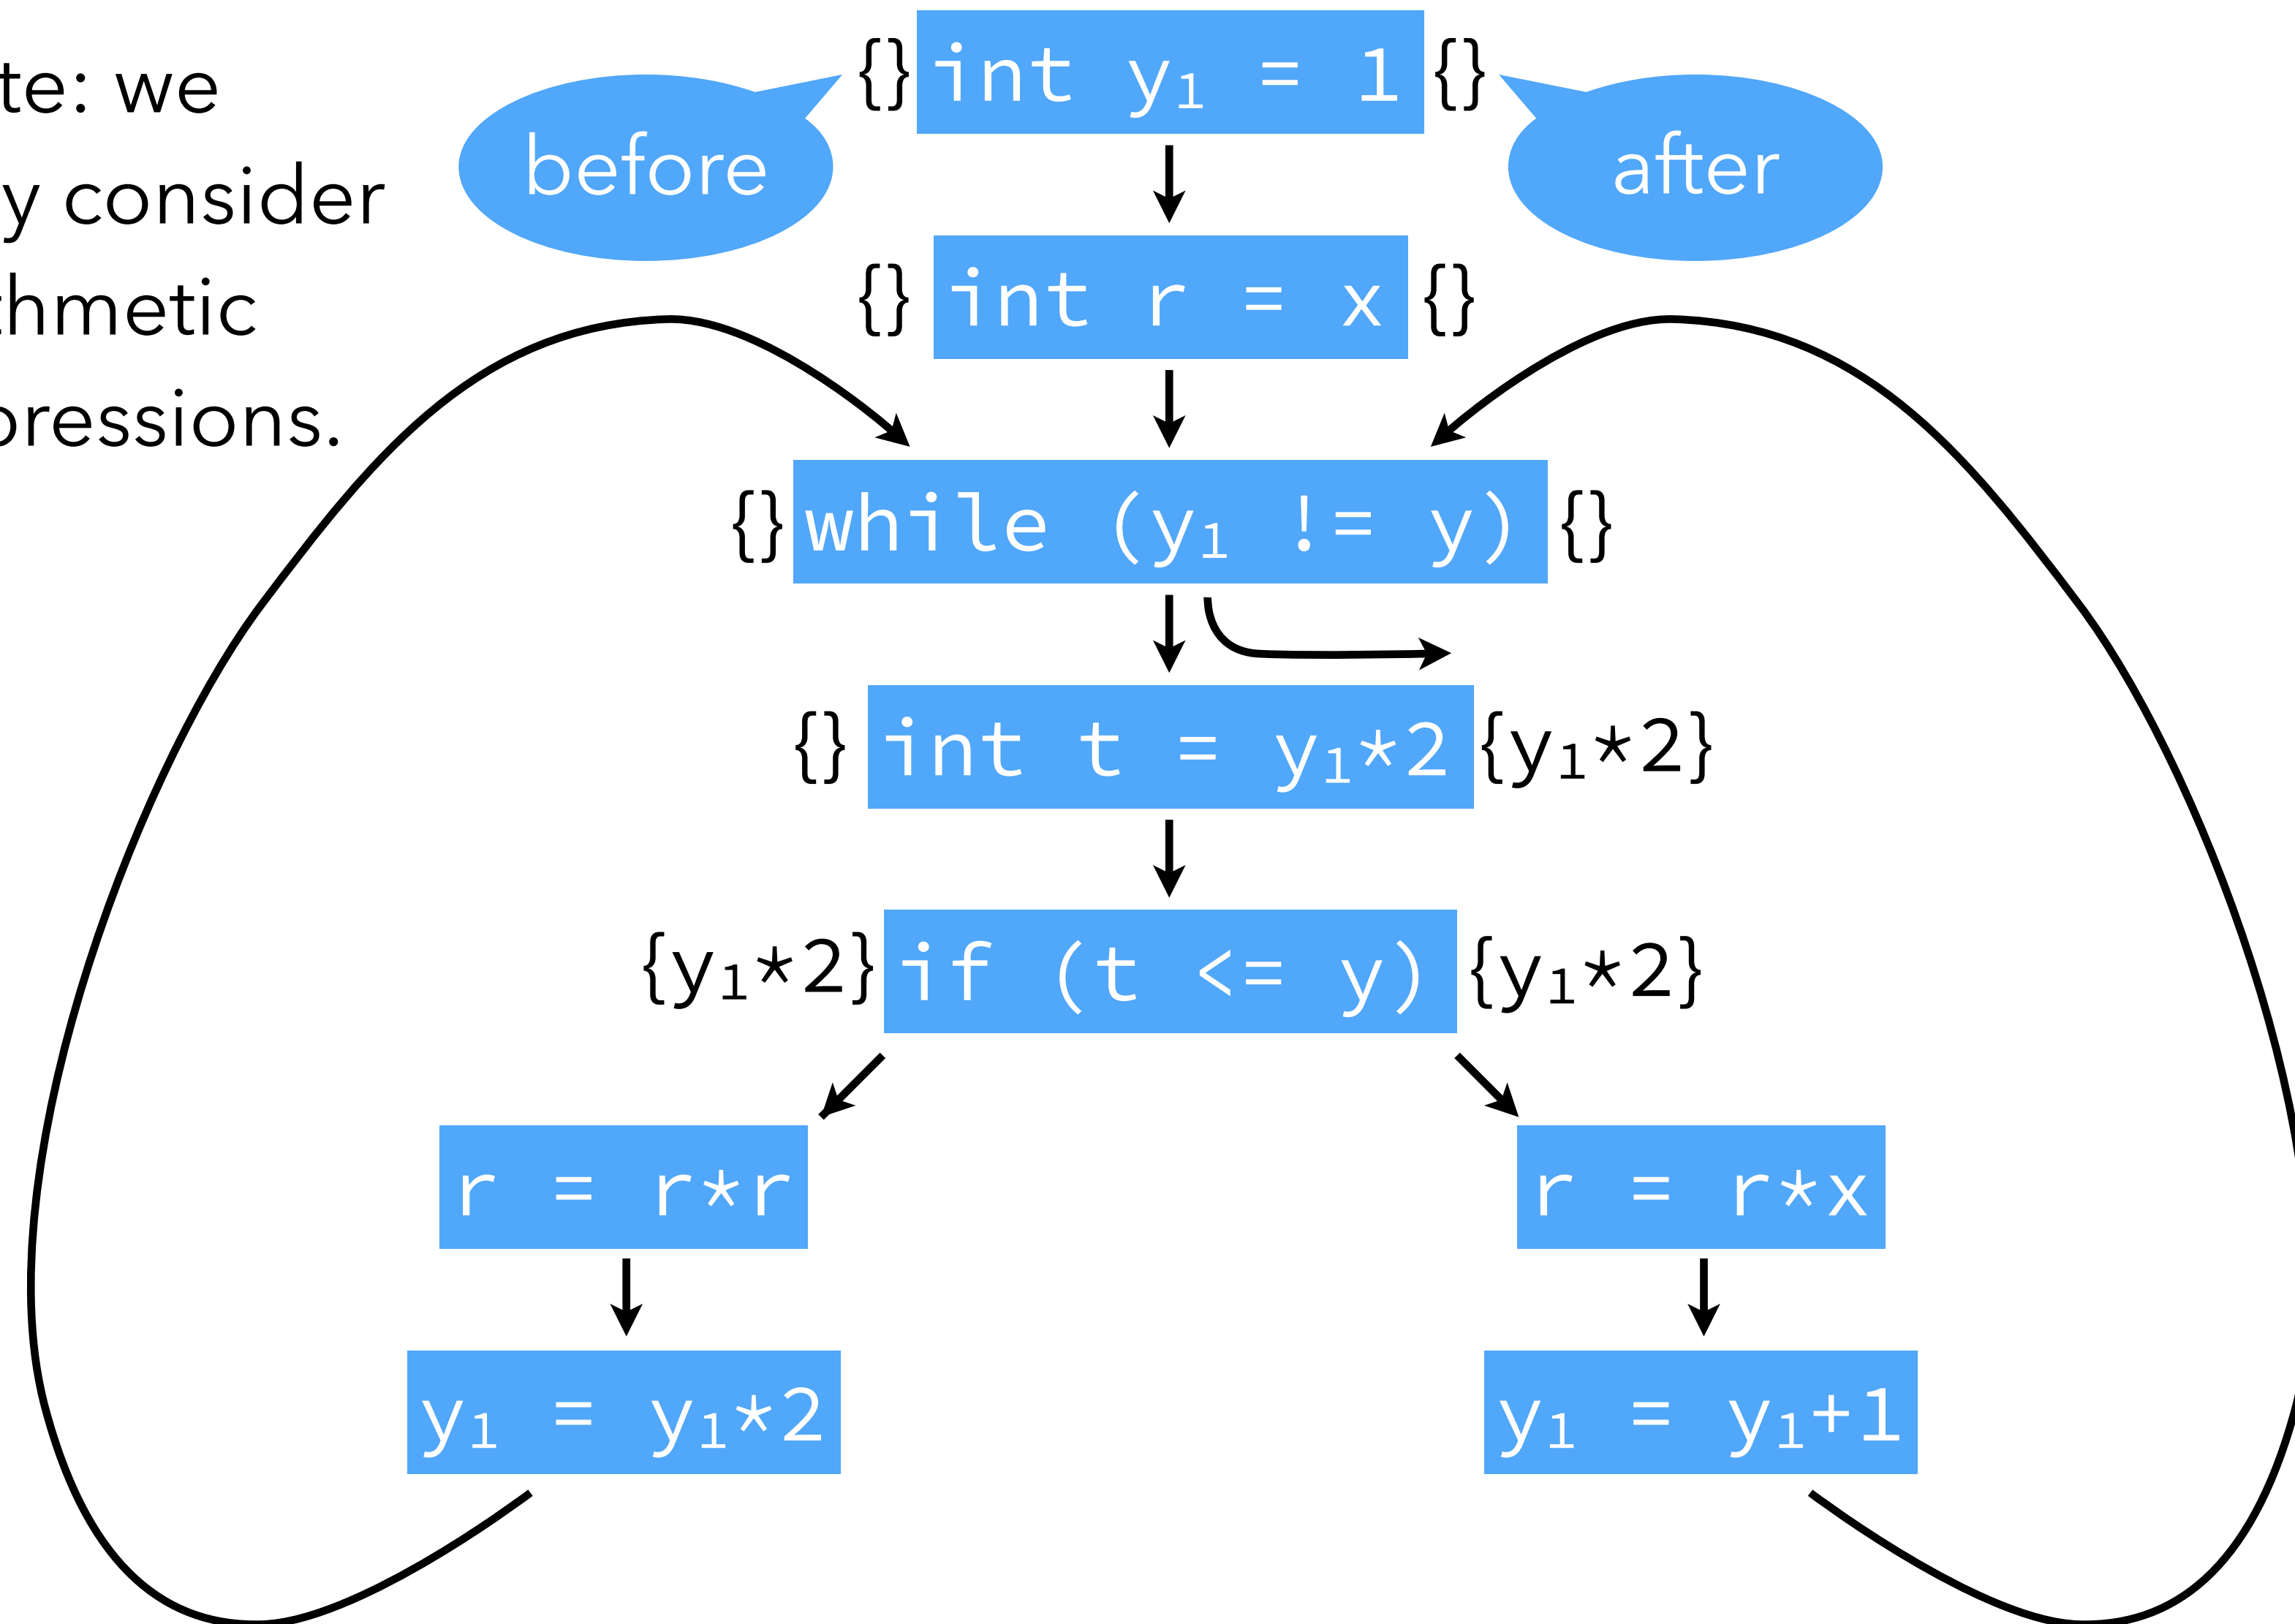 te: we
y consider
hmetic
ressions.
before
after
{} int y₁ = 1 {}
{} int r = x {}
{} while (y₁ != y) {}
{} int t = y₁*2 {y₁*2}
{y₁*2} if (t <= y) {y₁*2}
r = r*r
r = r*x
y₁ = y₁*2
y₁ = y₁+1